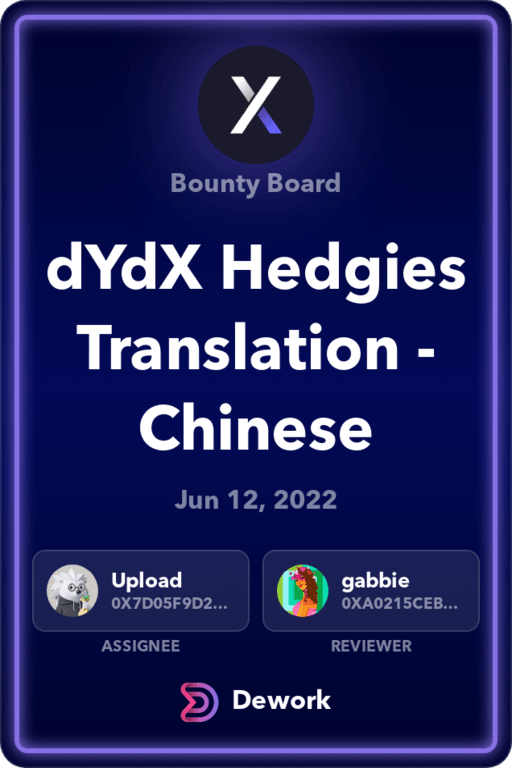 Bounty Board
dYdX Hedgies
Translation -
Chinese
Jun 12, 2022
Upload
0X7D05F9D2...
ASSIGNEE
gabbie
0XA0215CEB...
REVIEWER
Dework